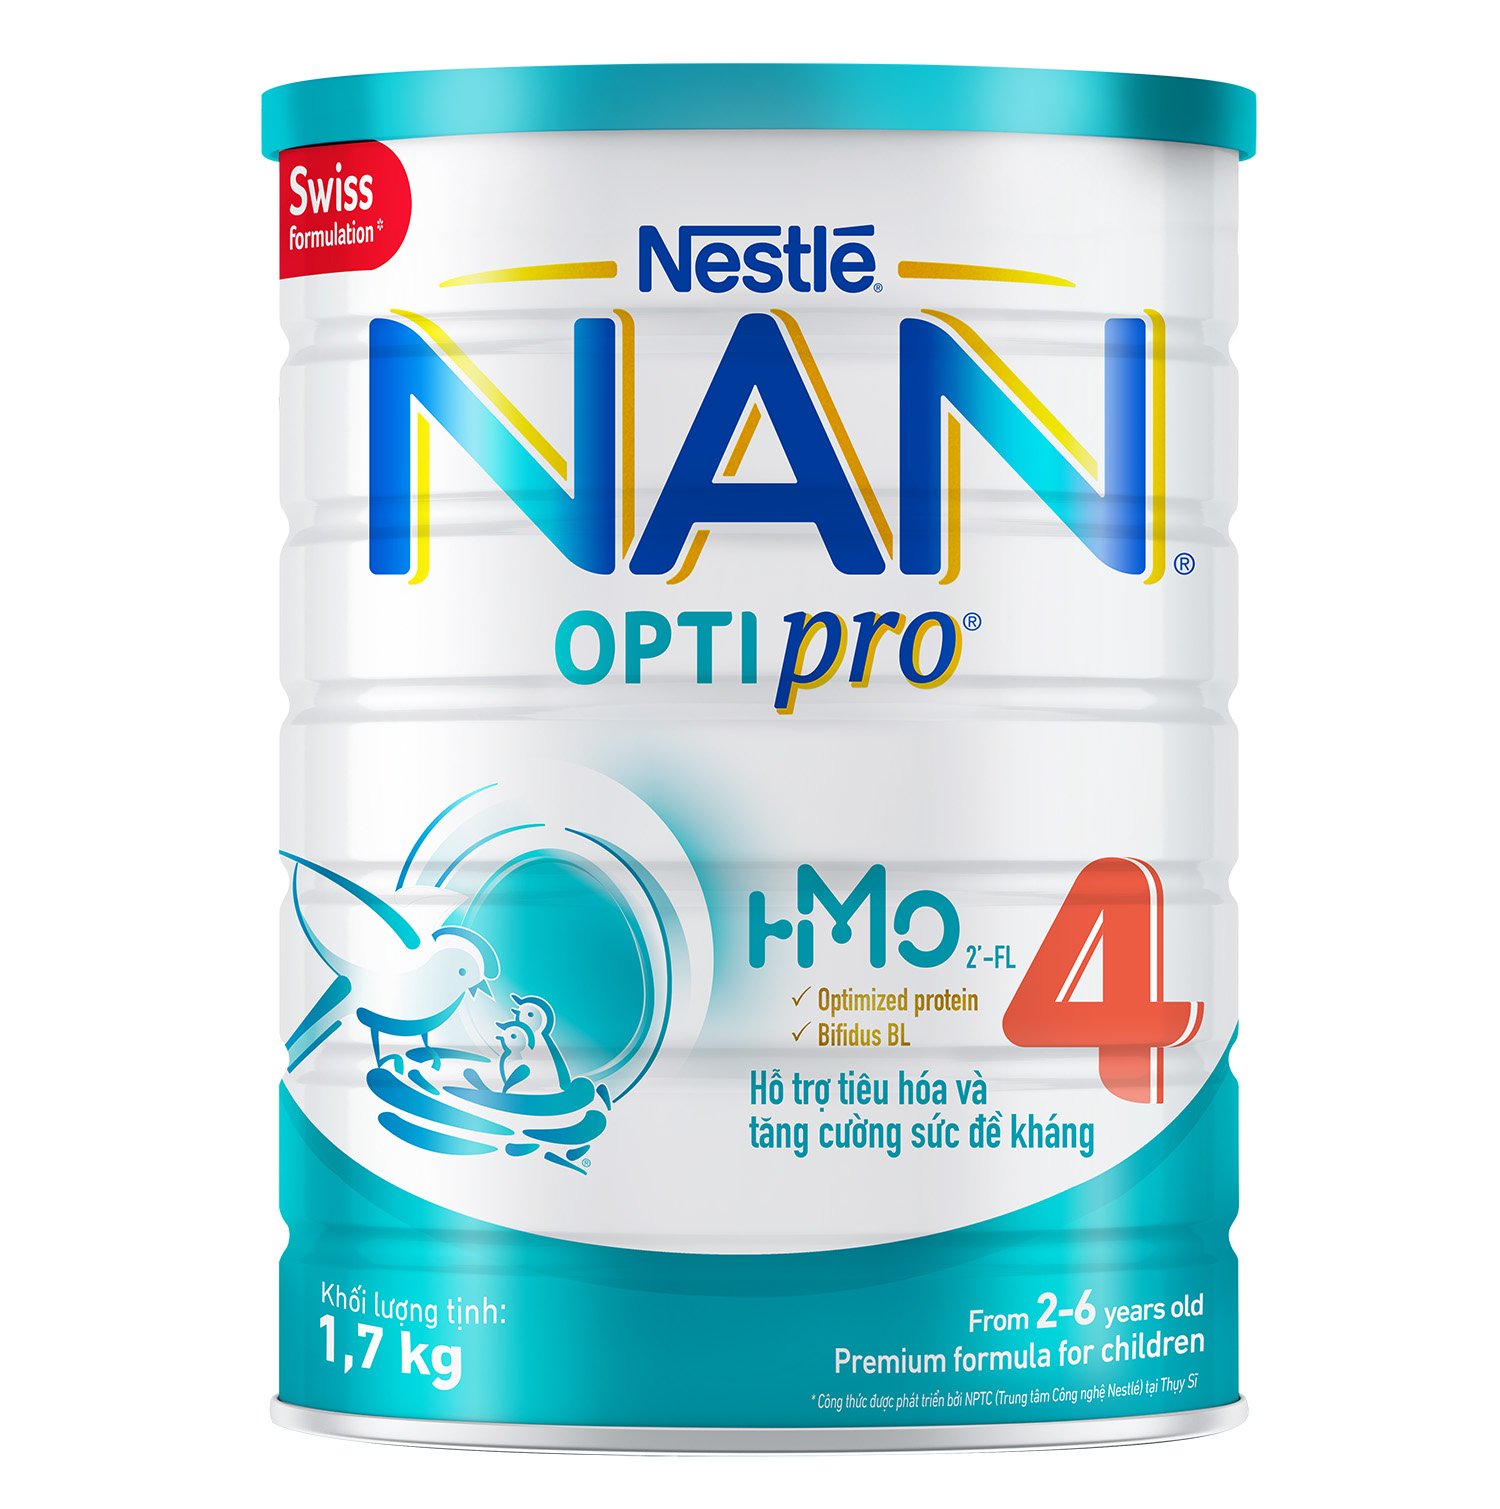 Swiss
formulation*
Nestlé®
NAN®
OPTIpro®
HMO 2'-FL
4
✓ Optimized protein
✓ Bifidus BL
Hỗ trợ tiêu hóa và
tăng cường sức đề kháng
®
Khối lượng tịnh:
1,7 kg
From 2-6 years old
Premium formula for children
* Công thức được phát triển bởi NPTC (Trung tâm Công nghệ Nestlé) tại Thụy Sĩ